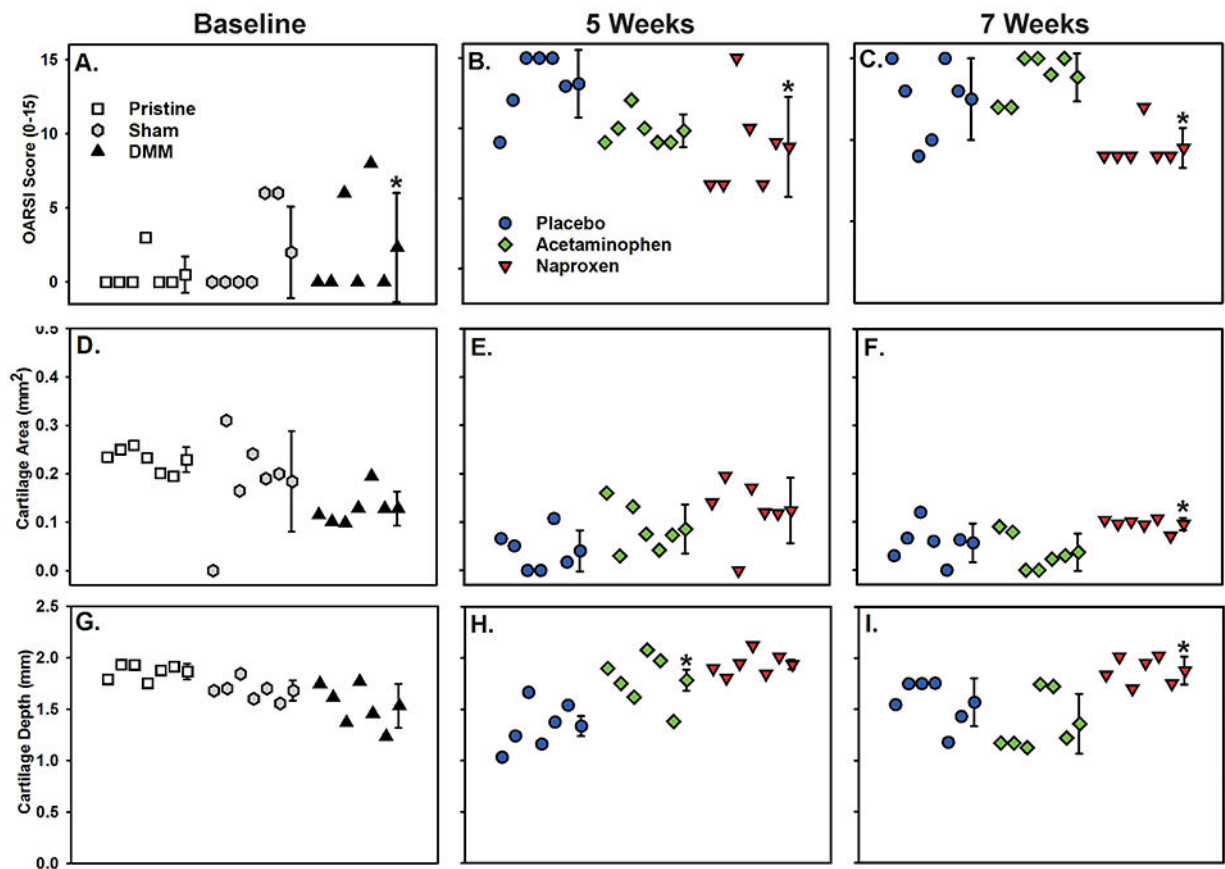 Baseline 5 Weeks 7 Weeks
OARSI Score (0-15)
15
10
5
0
A.
Pristine
Sham
DMM
*
B.
*
Placebo
Acetaminophen
Naproxen
C.
*
Cartilage Area (mm²)
0.5
0.4
0.3
0.2
0.1
0.0
D.
E.
F.
*
Cartilage Depth (mm)
2.5
2.0
1.5
1.0
0.5
0.0
G.
H.
*
I.
*